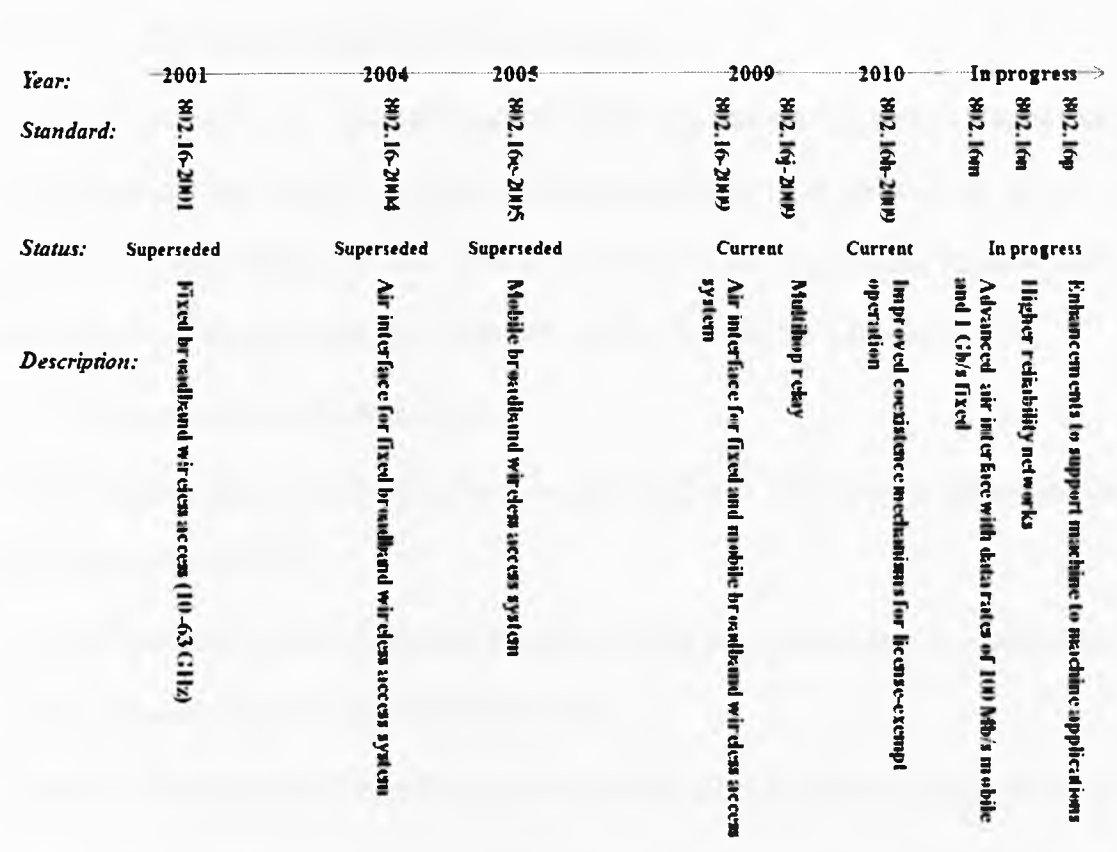 Year: 2001 2004 2005 2009 2010 In progress
Standard: 802.16-2001 802.16-2004 802.16e-2005 802.16-2009 802.16j-2009 802.16h-2009 802.16m 802.16n 802.16p
Status: Superseded Superseded Superseded Current Current In progress
Description:
Fixed broadband wireless access (10–63 GHz)
Air interface for fixed broadband wireless access system
Mobile broadband wireless access system
Air interface for fixed and mobile broadband wireless access
system
Multihop relay
Improved coexistence mechanisms for license-exempt
operation
Advanced air interface with data rates of 100 Mb/s mobile
and 1 Gb/s fixed
Higher reliability networks
Enhancements to support machine to machine applications